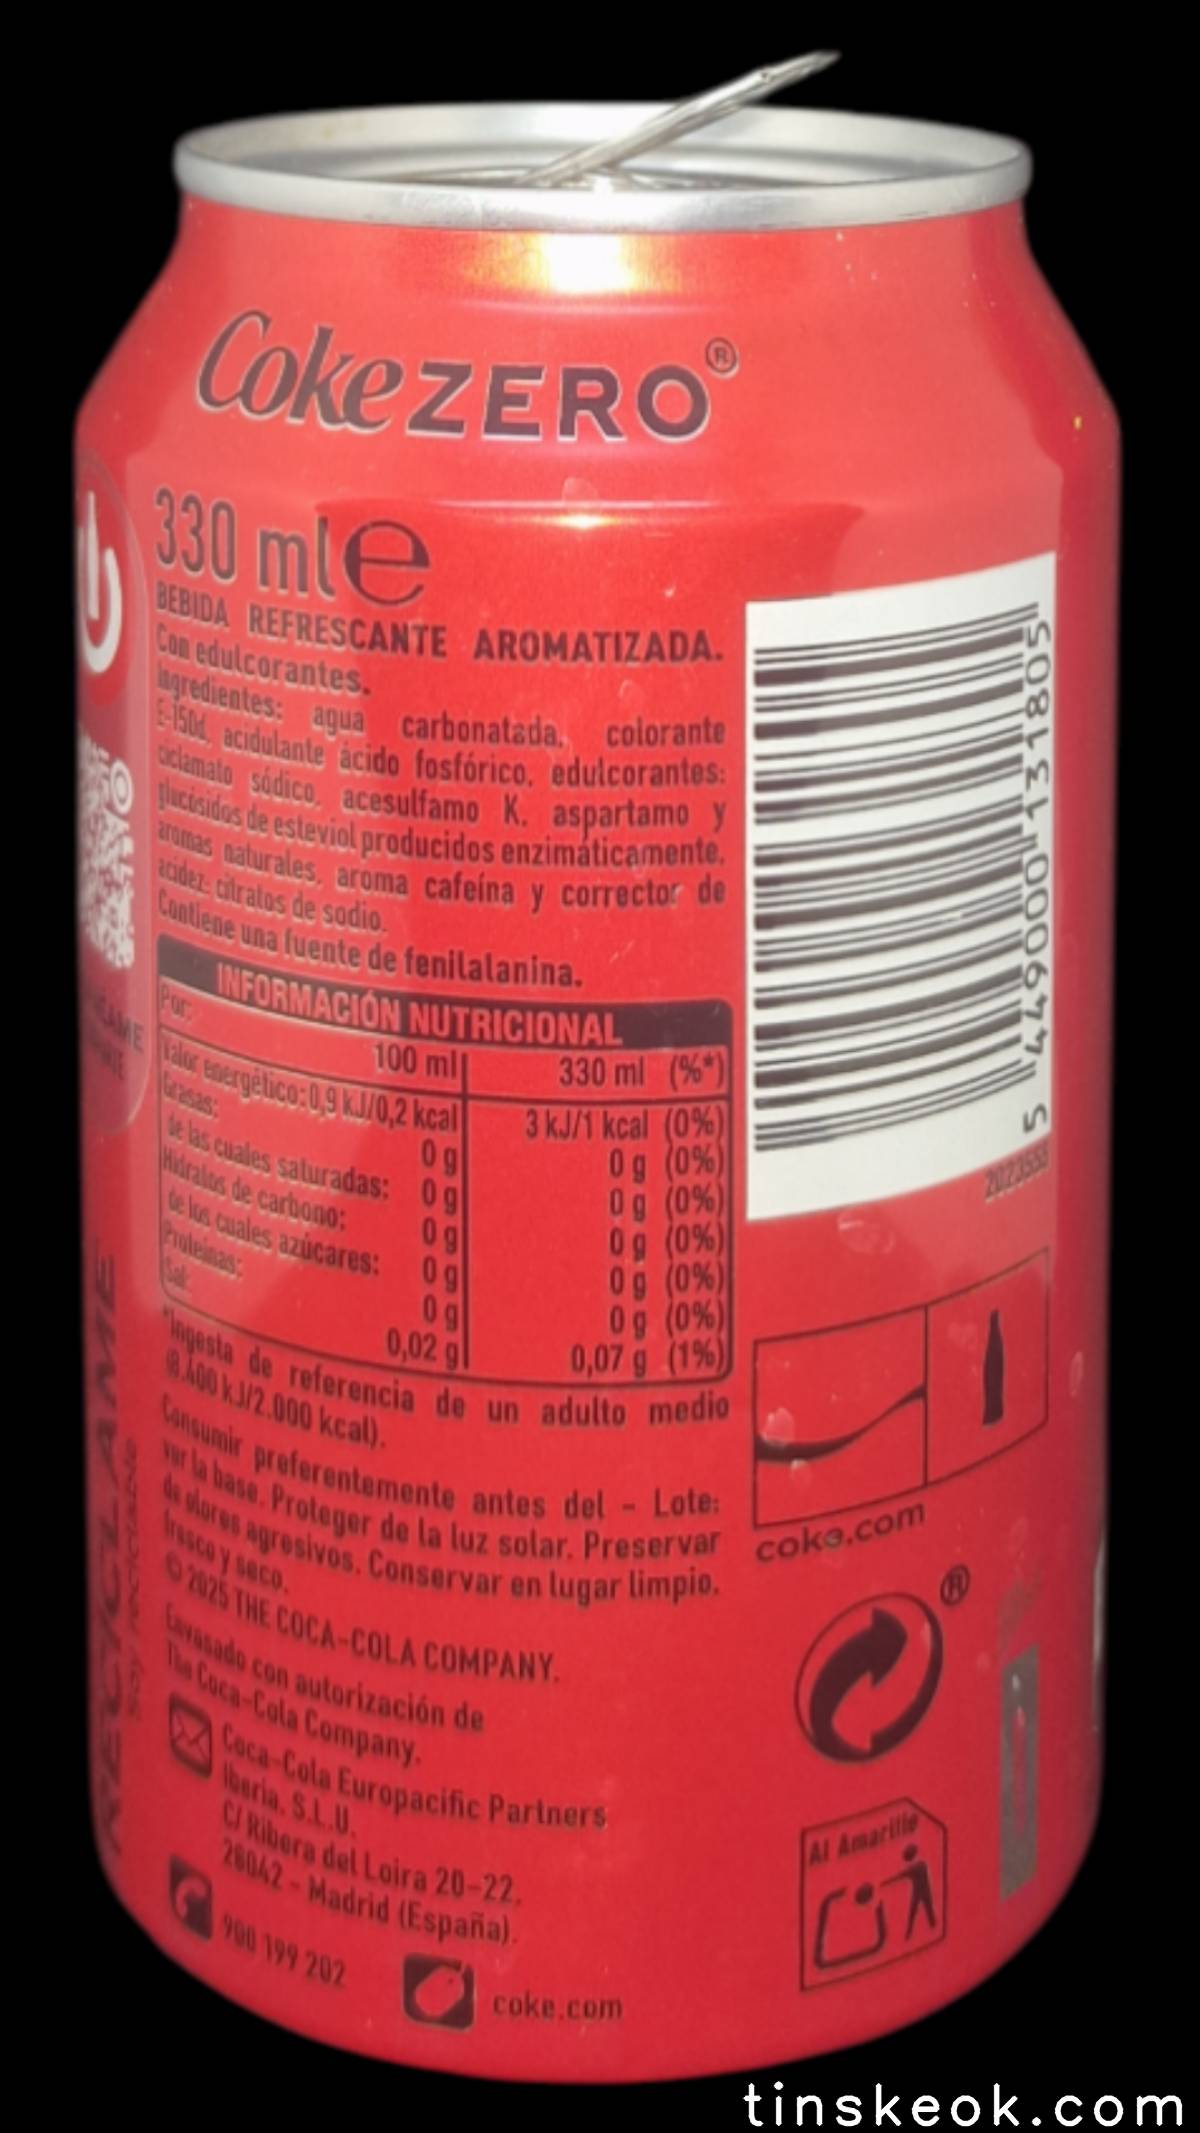 Coke ZERO®
330 ml e
BEBIDA REFRESCANTE AROMATIZADA.
Con edulcorantes.
Ingredientes: agua carbonatada, colorante
E-150d, acidulante ácido fosfórico, edulcorantes:
ciclamato sódico, acesulfamo K, aspartamo y
glucósidos de esteviol producidos enzimáticamente,
aromas naturales, aroma cafeína y corrector de
acidez: citratos de sodio.
Contiene una fuente de fenilalanina.
INFORMACIÓN NUTRICIONAL
Por: 100 ml 330 ml (%*)
Valor energético: 0,9 kJ/0,2 kcal 3 kJ/1 kcal (0%)
Grasas: 0 g 0 g (0%)
de las cuales saturadas: 0 g 0 g (0%)
Hidratos de carbono: 0 g 0 g (0%)
de los cuales azúcares: 0 g 0 g (0%)
Proteínas: 0 g 0 g (0%)
Sal: 0,02 g 0,07 g (1%)
*Ingesta de referencia de un adulto medio
(8.400 kJ/2.000 kcal).
Consumir preferentemente antes del - Lote:
ver la base. Proteger de la luz solar. Preservar
de olores agresivos. Conservar en lugar limpio,
fresco y seco.
© 2025 THE COCA-COLA COMPANY.
Envasado con autorización de
The Coca-Cola Company.
Coca-Cola Europacific Partners
Iberia, S.L.U.
C/ Ribera del Loira 20-22,
28042 - Madrid (España).
900 199 202
coke.com
5 449000 131805
2023555
coke.com
®
Al Amarillo
RECÍCLAME
Soy reciclable
tinskeok.com